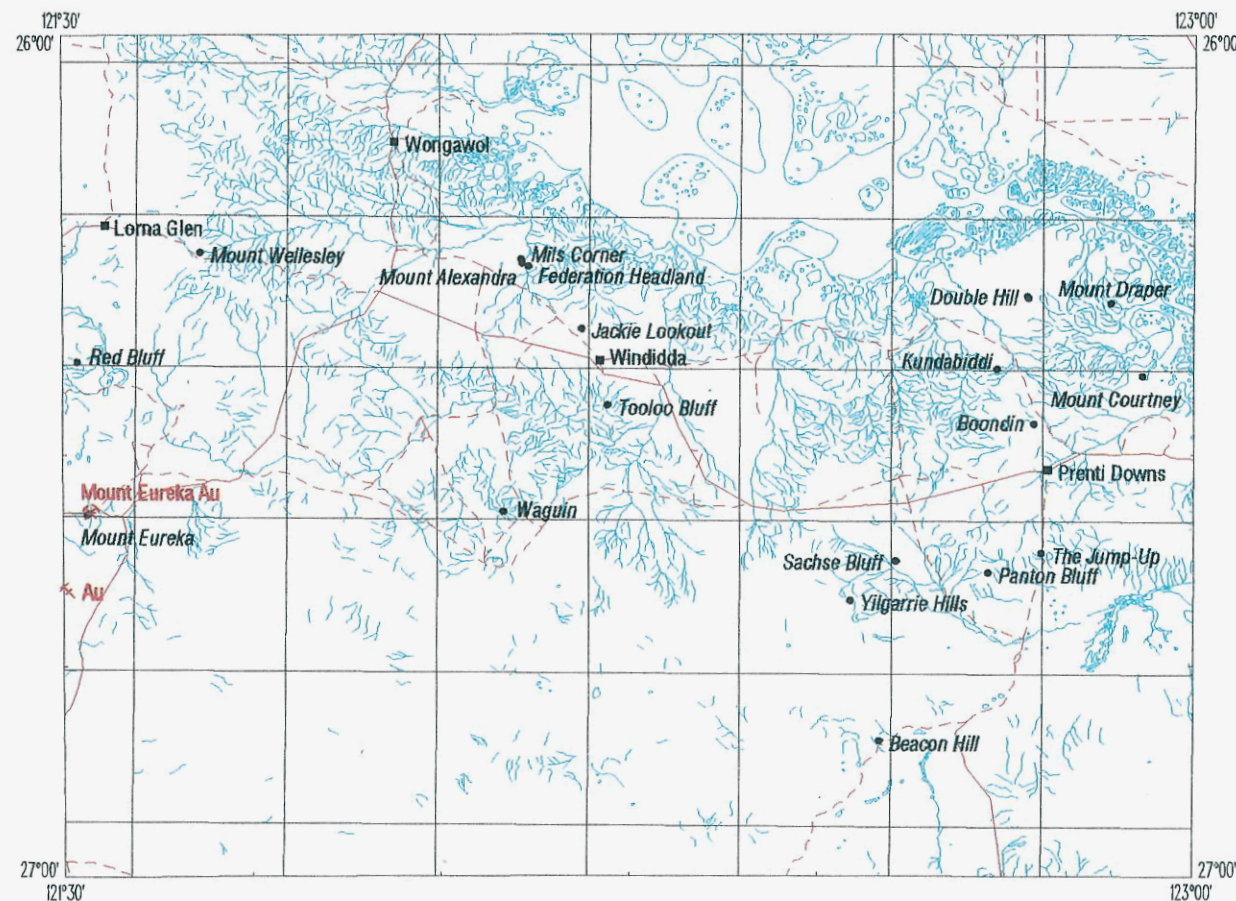 121°30'
123°00'
26°00'
26°00'
Wongawol
Lorna Glen
Mount Wellesley
Mils Corner
Mount Alexandra
Federation Headland
Double Hill
Mount Draper
Jackie Lookout
Red Bluff
Windidda
Kundabiddi
Mount Courtney
Tooloo Bluff
Boondin
Prenti Downs
Mount Eureka Au
Waguin
Mount Eureka
The Jump-Up
Sachse Bluff
Panton Bluff
Au
Yilgarrie Hills
Beacon Hill
27°00'
27°00'
121°30'
123°00'